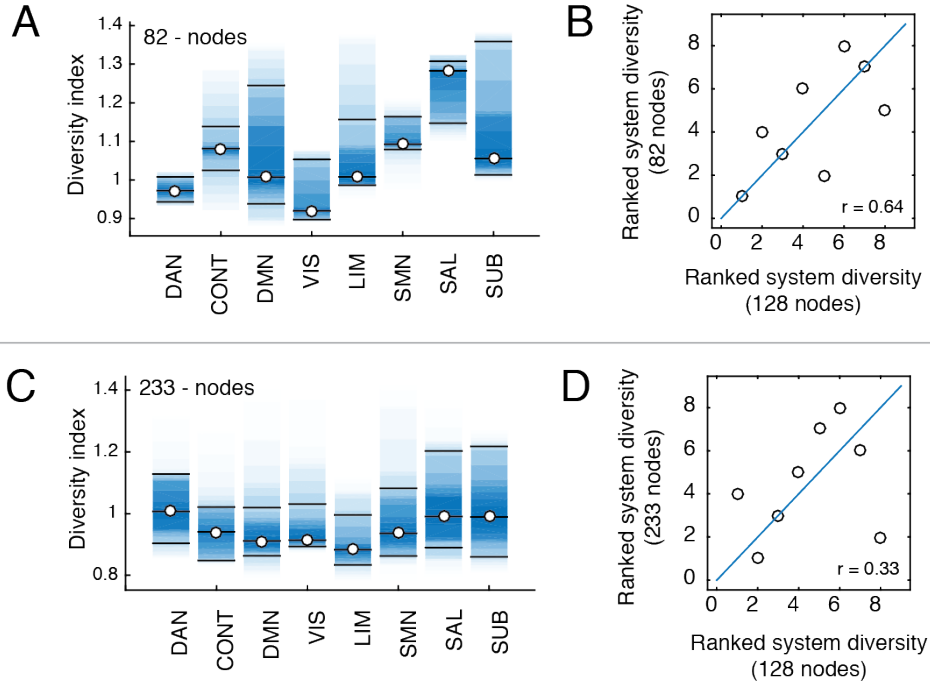 A
82 - nodes
Diversity index
1.4
1.3
1.2
1.1
1
0.9
DAN
CONT
DMN
VIS
LIM
SMN
SAL
SUB
B
Ranked system diversity
(82 nodes)
8
6
4
2
0
r = 0.64
0
2
4
6
8
Ranked system diversity
(128 nodes)
C
233 - nodes
Diversity index
1.4
1.2
1
0.8
DAN
CONT
DMN
VIS
LIM
SMN
SAL
SUB
D
Ranked system diversity
(233 nodes)
8
6
4
2
0
r = 0.33
0
2
4
6
8
Ranked system diversity
(128 nodes)